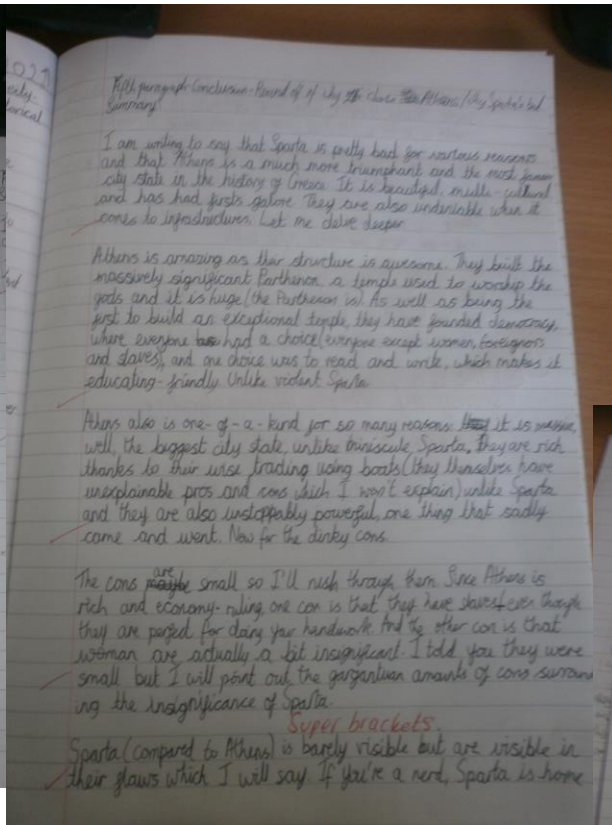 2021
Fifth paragraph Conclusion - Round of of why chose Athens/why Sparta's bad
Summary
I am writing to say that Sparta is pretty bad for various reasons
and that Athens is a much more triumphant and the most famous
city state in the history of Greece. It is beautiful, multi-cultural
and has had firsts galore. They are also undeniable when it
comes to infrastructures. Let me delve deeper.
Athens is amazing as their structure is awesome. They built the
massively significant Parthenon, a temple used to worship the
gods and it is huge (the Parthenon is). As well as being the
first to build an exceptional temple, they have founded democracy,
where everyone had a choice (everyone except women, foreigners
and slaves), and one choice was to read and write, which makes it
educating-friendly. Unlike violent Sparta.
Athens also is one-of-a-kind for so many reasons: it is massive,
well, the biggest city state, unlike miniscule Sparta. They are rich
thanks to their wise trading using boats (they themselves have
unexplainable pros and cons which I won't explain) unlike Sparta
and they are also unstoppably powerful, one thing that sadly
came and went. Now for the dinky cons.
The cons are small so I'll rush through them. Since Athens is
rich and economy-ruling one con is that they have slaves even though
they are perfect for doing your handiwork. And the other con is that
woman are actually a bit insignificant. I told you they were
small but I will point out the gargantuan amounts of cons surround
ing the insignificance of Sparta.
Super brackets.
Sparta (compared to Athens) is barely visible but are visible in
their flaws which I will say. If you're a nerd, Sparta is home